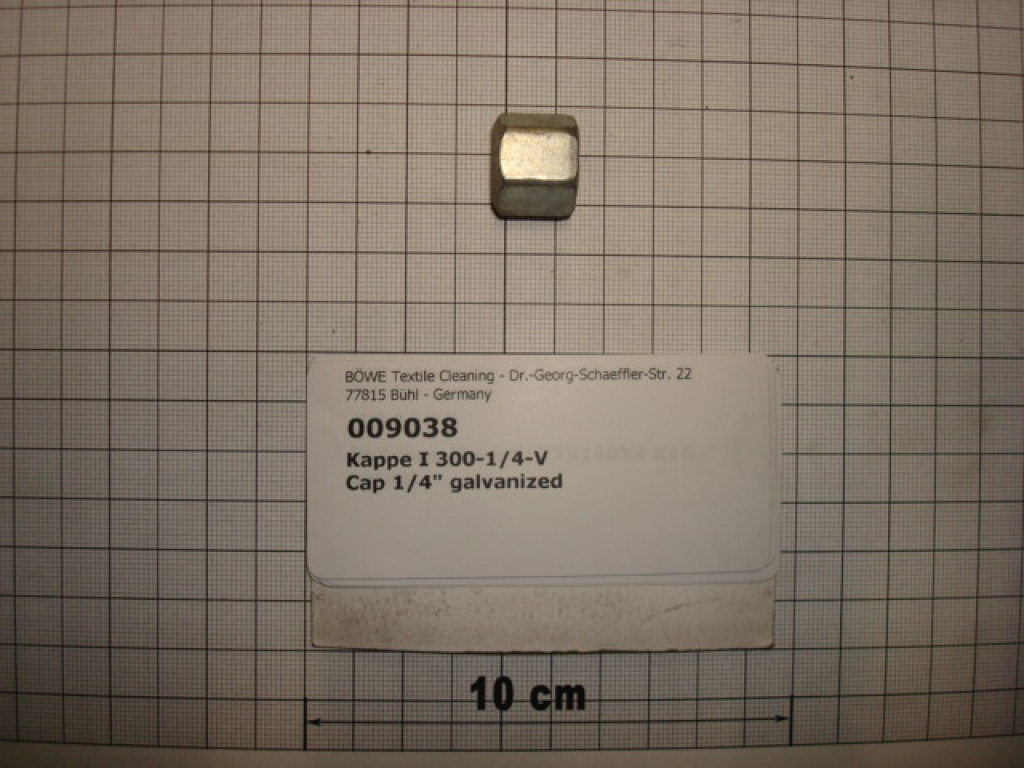 BÖWE Textile Cleaning - Dr.-Georg-Schaeffler-Str. 22
77815 Bühl - Germany
009038
Kappe I 300-1/4-V
Cap 1/4" galvanized
10 cm